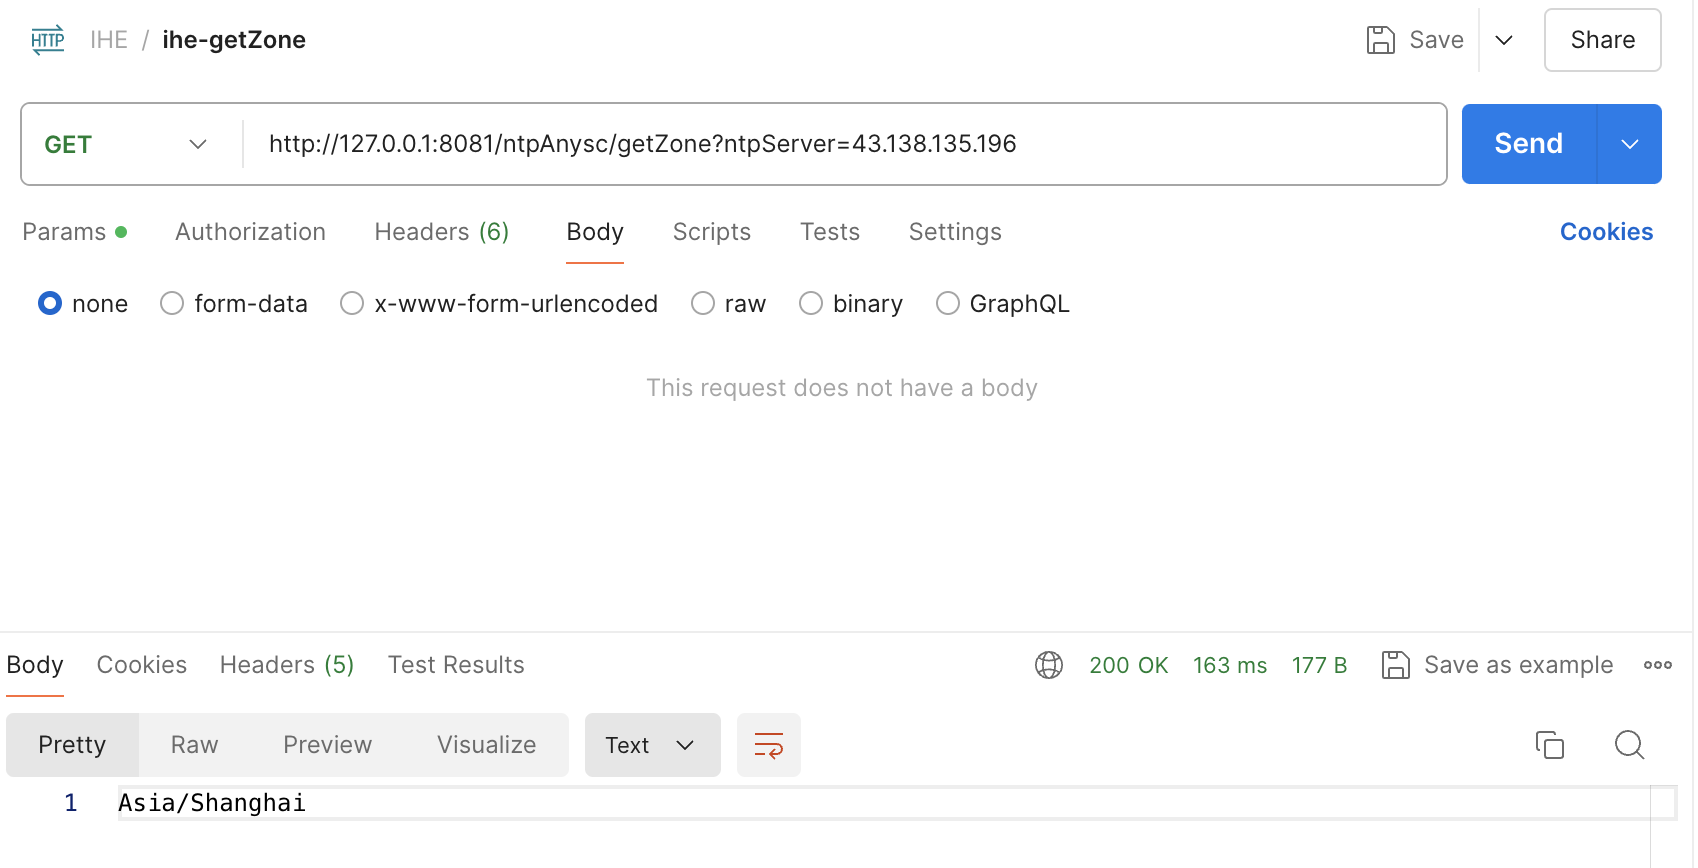 HTTP IHE / ihe-getZone Save Share
GET http://127.0.0.1:8081/ntpAnysc/getZone?ntpServer=43.138.135.196 Send
Params Authorization Headers (6) Body Scripts Tests Settings Cookies
none form-data x-www-form-urlencoded raw binary GraphQL
This request does not have a body
Body Cookies Headers (5) Test Results 200 OK 163 ms 177 B Save as example
Pretty Raw Preview Visualize Text
1 Asia/Shanghai